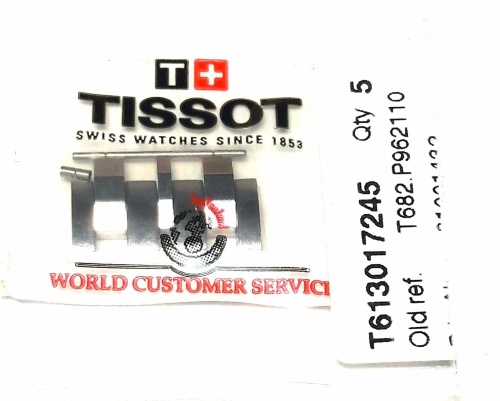 T+
TISSOT
SWISS WATCHES SINCE 1853
WORLD CUSTOMER SERVICE
T613017245 Qty 5
Old ref. T682.P962110